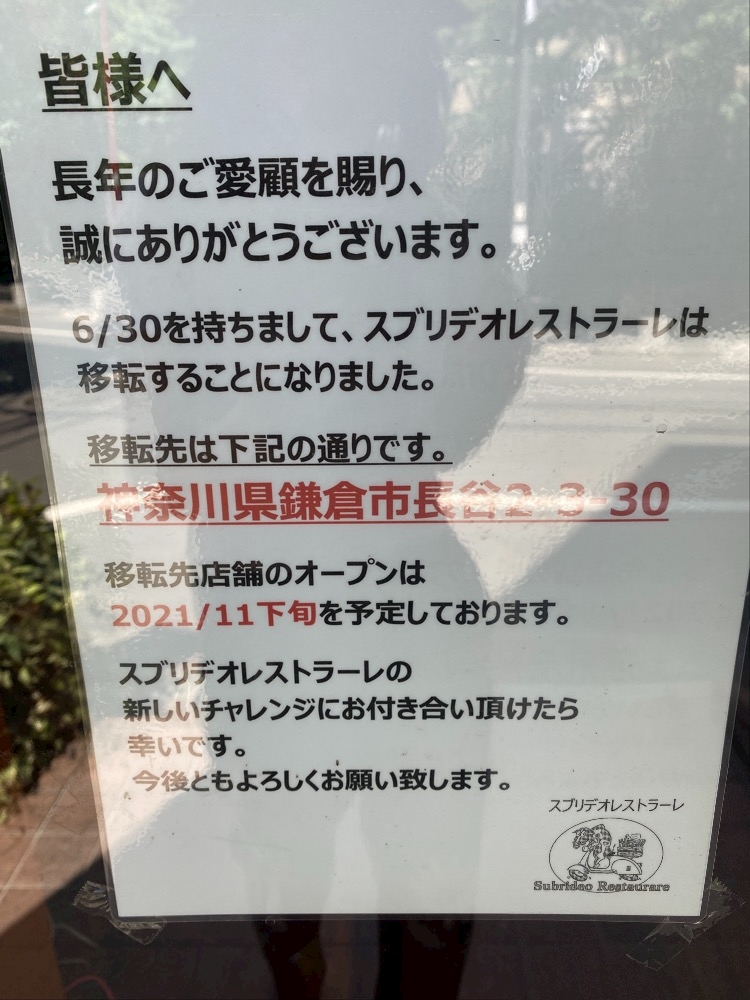 皆様へ
長年のご愛顧を賜り、
誠にありがとうございます。
6/30を持ちまして、スブリデオレストラーレは
移転することになりました。
移転先は下記の通りです。
神奈川県鎌倉市長谷2-3-30
移転先店舗のオープンは
2021/11下旬を予定しております。
スブリデオレストラーレの
新しいチャレンジにお付き合い頂けたら
幸いです。
今後ともよろしくお願い致します。
スブリデオレストラーレ
Subrideo Restaurare